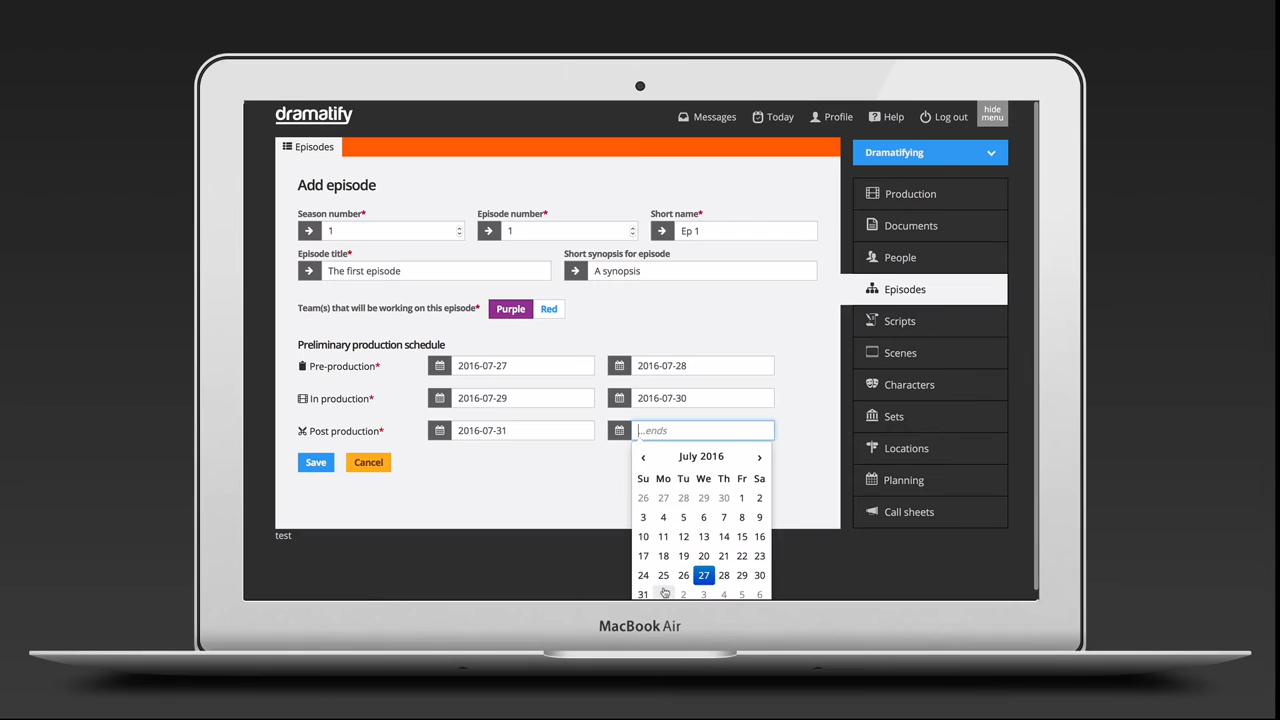 dramatify
Messages Today Profile Help Log out hide menu
Episodes
Dramatifying
Add episode
Season number* Episode number* Short name*
1 1 Ep 1
Episode title* Short synopsis for episode
The first episode A synopsis
Team(s) that will be working on this episode* Purple Red
Preliminary production schedule
Pre-production* 2016-07-27 2016-07-28
In production* 2016-07-29 2016-07-30
Post production* 2016-07-31 ...ends
Save Cancel
‹ July 2016 ›
Su Mo Tu We Th Fr Sa
26 27 28 29 30 1 2
3 4 5 6 7 8 9
10 11 12 13 14 15 16
17 18 19 20 21 22 23
24 25 26 27 28 29 30
31 2 3 4 5 6
test
Production
Documents
People
Episodes
Scripts
Scenes
Characters
Sets
Locations
Planning
Call sheets
MacBook Air